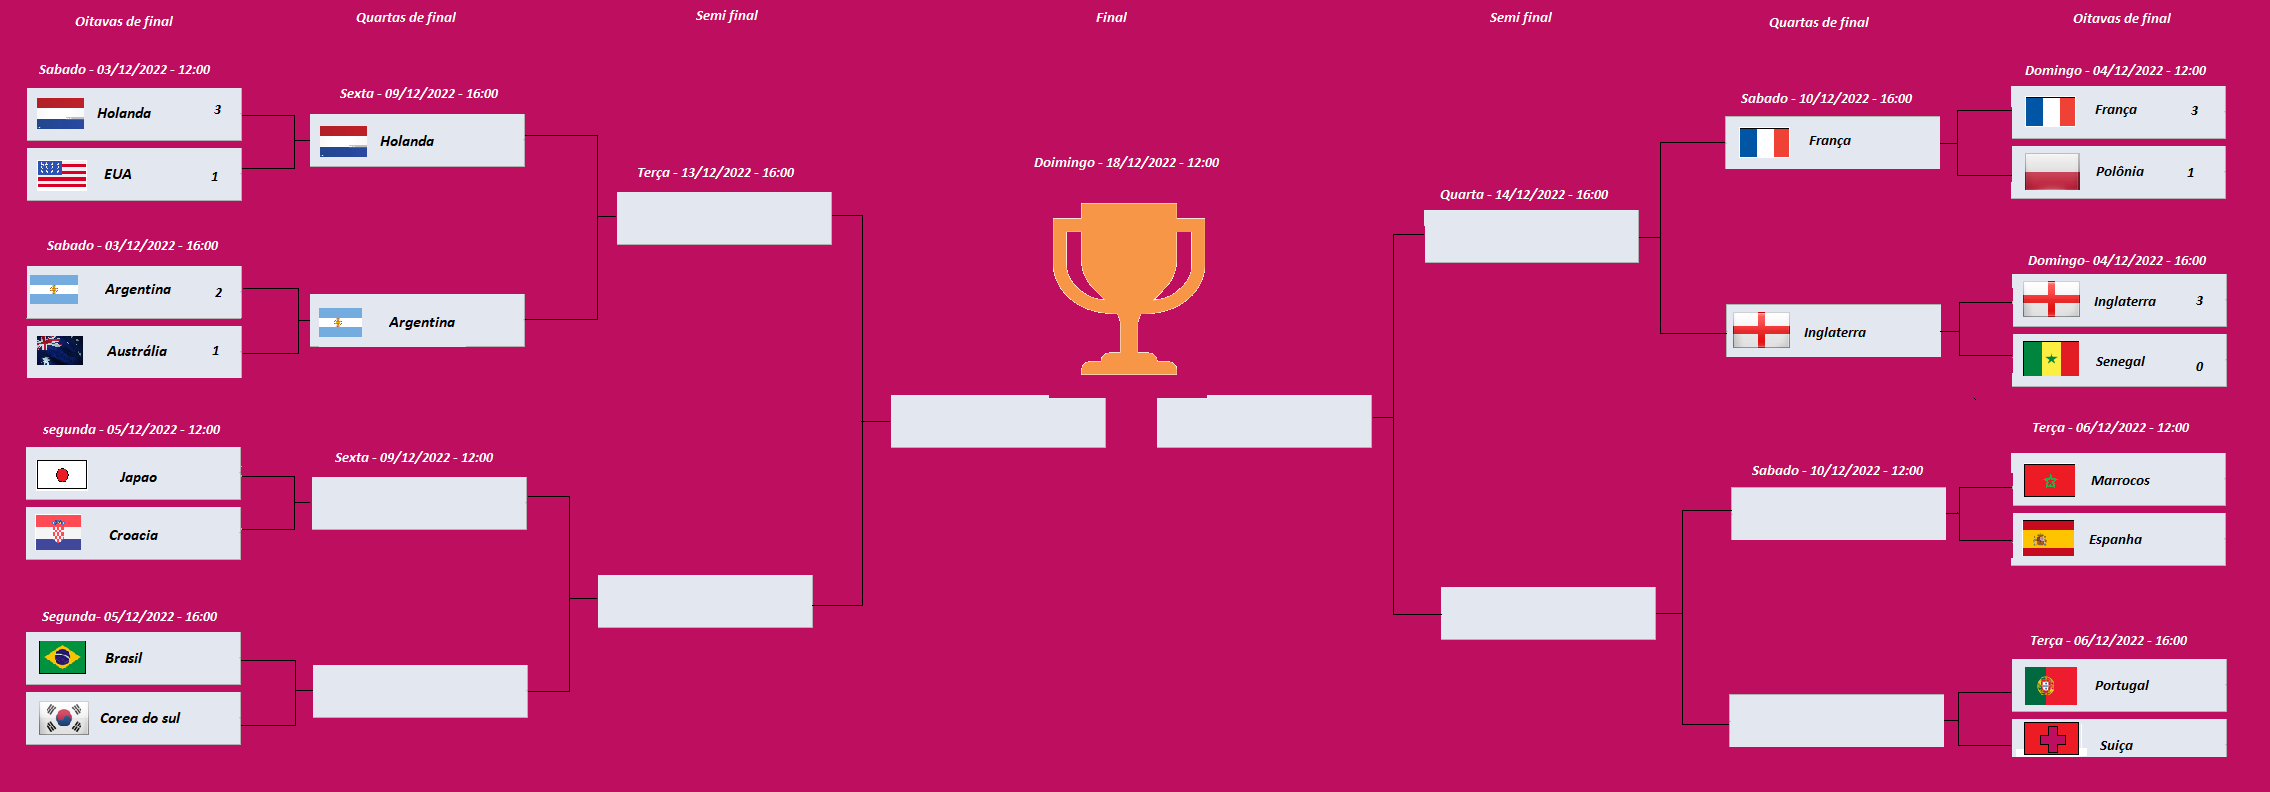 Oitavas de final
Quartas de final
Semi final
Final
Semi final
Quartas de final
Oitavas de final
Sabado - 03/12/2022 - 12:00
Holanda 3
EUA 1
Sabado - 03/12/2022 - 16:00
Argentina 2
Austrália 1
segunda - 05/12/2022 - 12:00
Japao
Croacia
Segunda- 05/12/2022 - 16:00
Brasil
Corea do sul
Sexta - 09/12/2022 - 16:00
Holanda
Argentina
Sexta - 09/12/2022 - 12:00
Terça - 13/12/2022 - 16:00
Doimingo - 18/12/2022 - 12:00
Quarta - 14/12/2022 - 16:00
Sabado - 10/12/2022 - 16:00
França
Inglaterra
Sabado - 10/12/2022 - 12:00
Domingo - 04/12/2022 - 12:00
França 3
Polônia 1
Domingo- 04/12/2022 - 16:00
Inglaterra 3
Senegal 0
Terça - 06/12/2022 - 12:00
Marrocos
Espanha
Terça - 06/12/2022 - 16:00
Portugal
Suiça